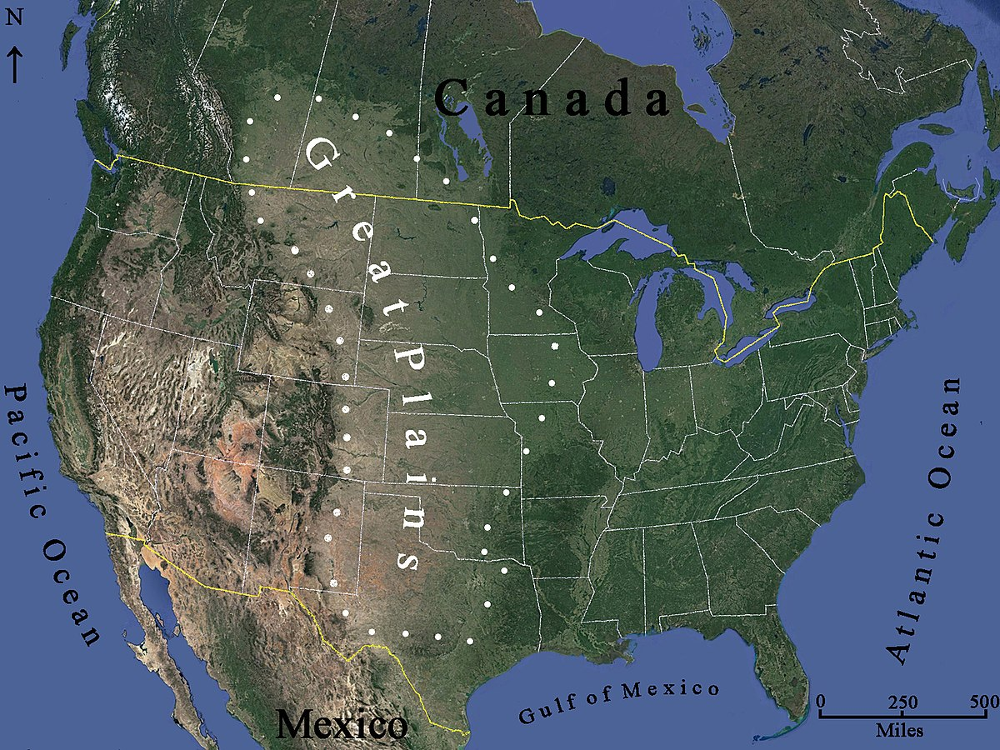 N
Canada
Great Plains
Pacific Ocean
Atlantic Ocean
Gulf of Mexico
Mexico
0 250 500
Miles